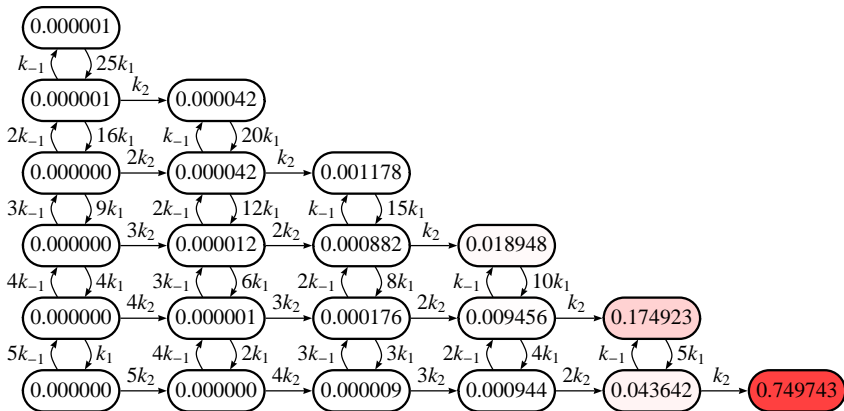 0.000001
k₋₁ 25k₁
k₂
0.000001 0.000042
2k₋₁ 16k₁ k₋₁ 20k₁
2k₂ k₂
0.000000 0.000042 0.001178
3k₋₁ 9k₁ 2k₋₁ 12k₁ k₋₁ 15k₁
3k₂ 2k₂ k₂
0.000000 0.000012 0.000882 0.018948
4k₋₁ 4k₁ 3k₋₁ 6k₁ 2k₋₁ 8k₁ k₋₁ 10k₁
4k₂ 3k₂ 2k₂ k₂
0.000000 0.000001 0.000176 0.009456 0.174923
5k₋₁ k₁ 4k₋₁ 2k₁ 3k₋₁ 3k₁ 2k₋₁ 4k₁ k₋₁ 5k₁
5k₂ 4k₂ 3k₂ 2k₂ k₂
0.000000 0.000000 0.000009 0.000944 0.043642 0.749743